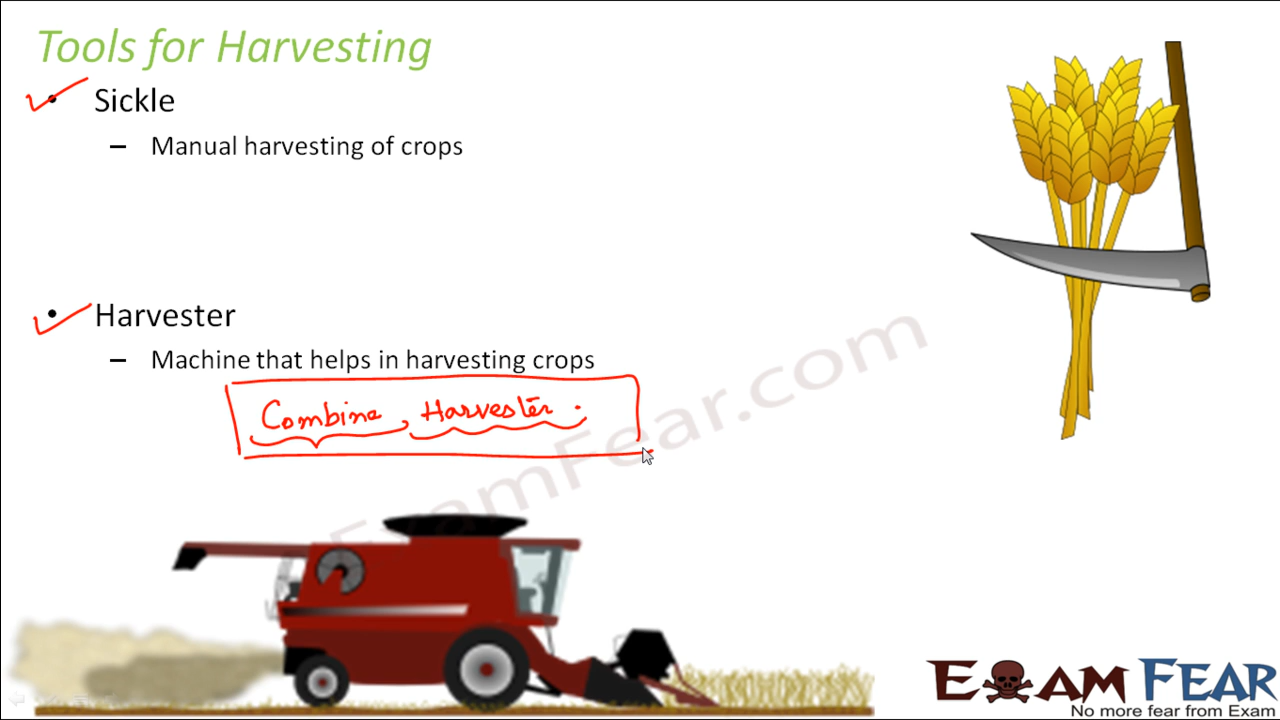 Tools for Harvesting
• Sickle
– Manual harvesting of crops
• Harvester
– Machine that helps in harvesting crops
Combine, Harvester.
ExamFear.com
EXAM FEAR
No more fear from Exam